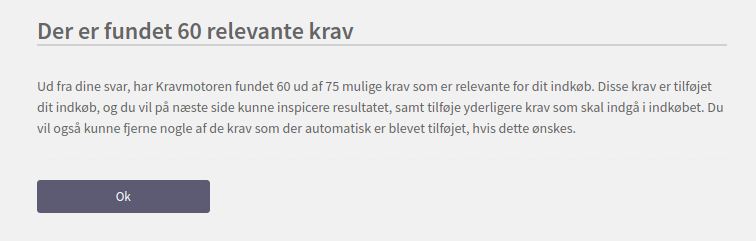 Der er fundet 60 relevante krav
Ud fra dine svar, har Kravmotoren fundet 60 ud af 75 mulige krav som er relevante for dit indkøb. Disse krav er tilføjet
dit indkøb, og du vil på næste side kunne inspicere resultatet, samt tilføje yderligere krav som skal indgå i indkøbet. Du
vil også kunne fjerne nogle af de krav som der automatisk er blevet tilføjet, hvis dette ønskes.
Ok